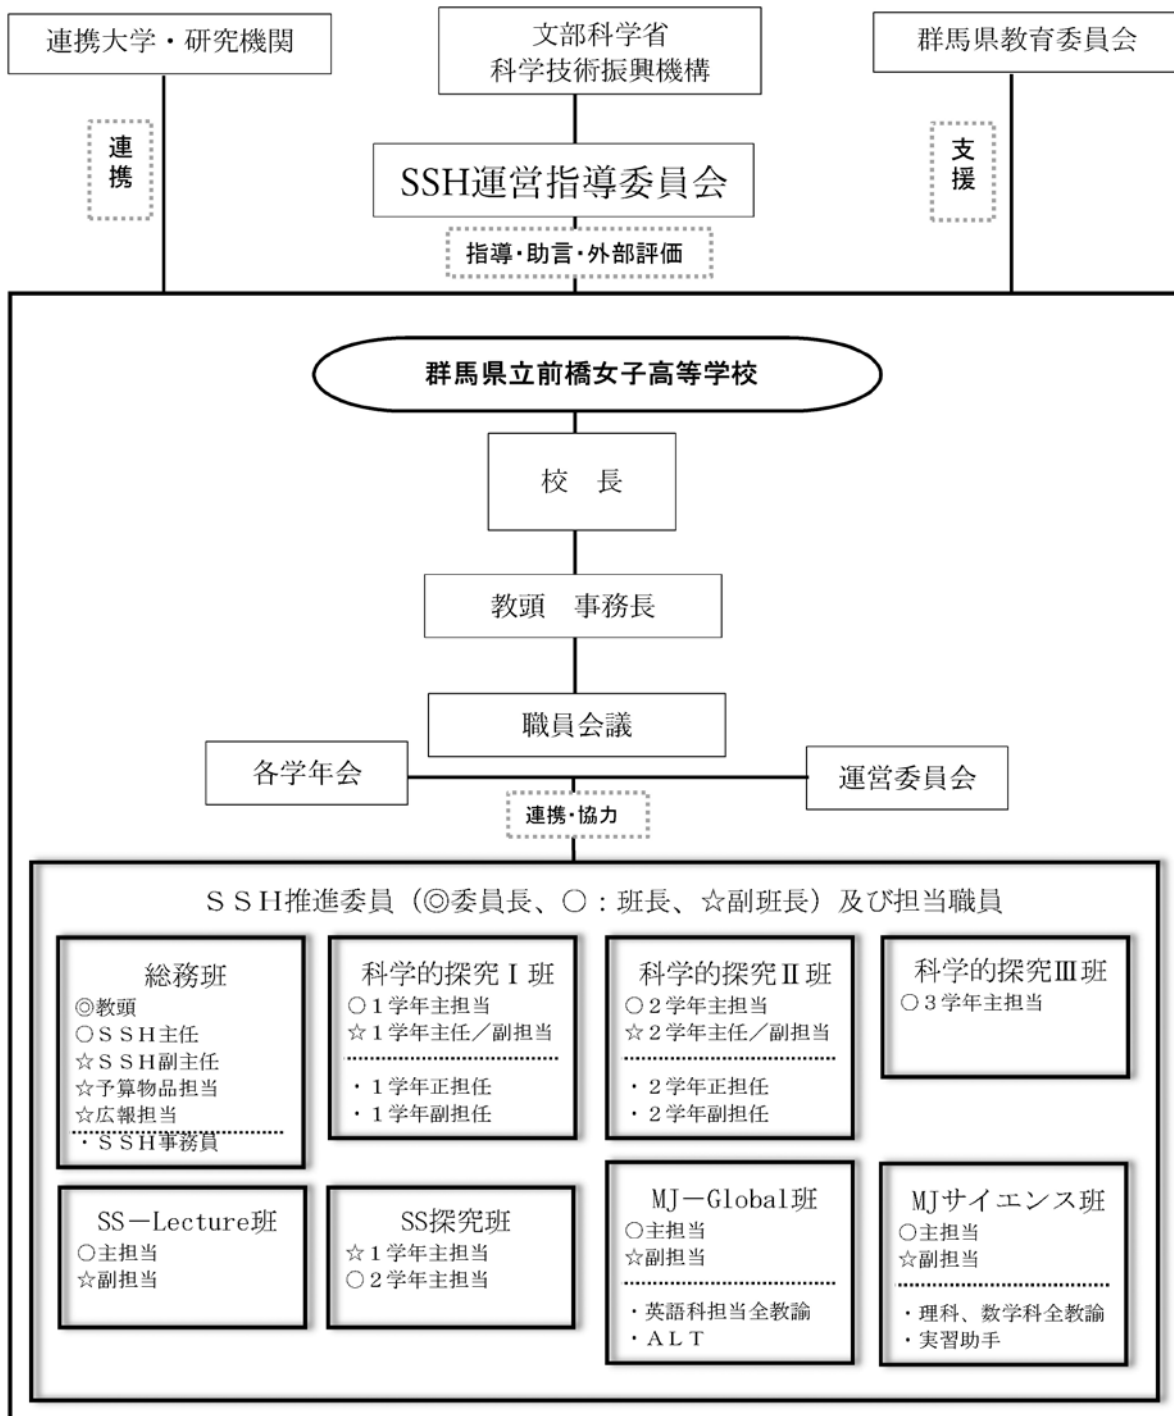 連携大学・研究機関
文部科学省
科学技術振興機構
群馬県教育委員会
連携
支援
SSH運営指導委員会
指導・助言・外部評価
群馬県立前橋女子高等学校
校　長
教頭　事務長
職員会議
各学年会
運営委員会
連携・協力
ＳＳＨ推進委員（◎委員長、○：班長、☆副班長）及び担当職員
総務班
◎教頭
○ＳＳＨ主任
☆ＳＳＨ副主任
☆予算物品担当
☆広報担当
・ＳＳＨ事務員
科学的探究Ⅰ班
○１学年主担当
☆１学年主任／副担当
・１学年正担任
・１学年副担任
科学的探究Ⅱ班
○２学年主担当
☆２学年主任／副担当
・２学年正担任
・２学年副担任
科学的探究Ⅲ班
○３学年主担当
SS－Lecture班
○主担当
☆副担当
SS探究班
☆１学年主担当
○２学年主担当
MJ－Global班
○主担当
☆副担当
・英語科担当全教諭
・ＡＬＴ
MJサイエンス班
○主担当
☆副担当
・理科、数学科全教諭
・実習助手